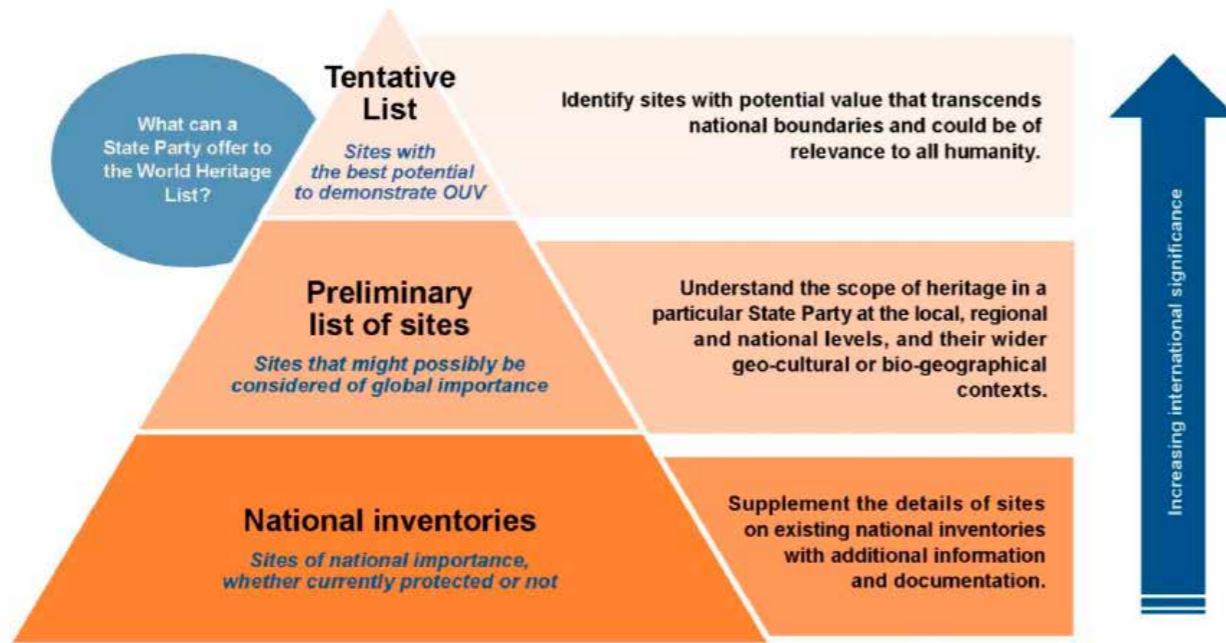 What can a
State Party offer to
the World Heritage
List?
Tentative
List
Sites with
the best potential
to demonstrate OUV
Identify sites with potential value that transcends
national boundaries and could be of
relevance to all humanity.
Preliminary
list of sites
Sites that might possibly be
considered of global importance
Understand the scope of heritage in a
particular State Party at the local, regional
and national levels, and their wider
geo-cultural or bio-geographical
contexts.
National inventories
Sites of national importance,
whether currently protected or not
Supplement the details of sites
on existing national inventories
with additional information
and documentation.
Increasing international significance